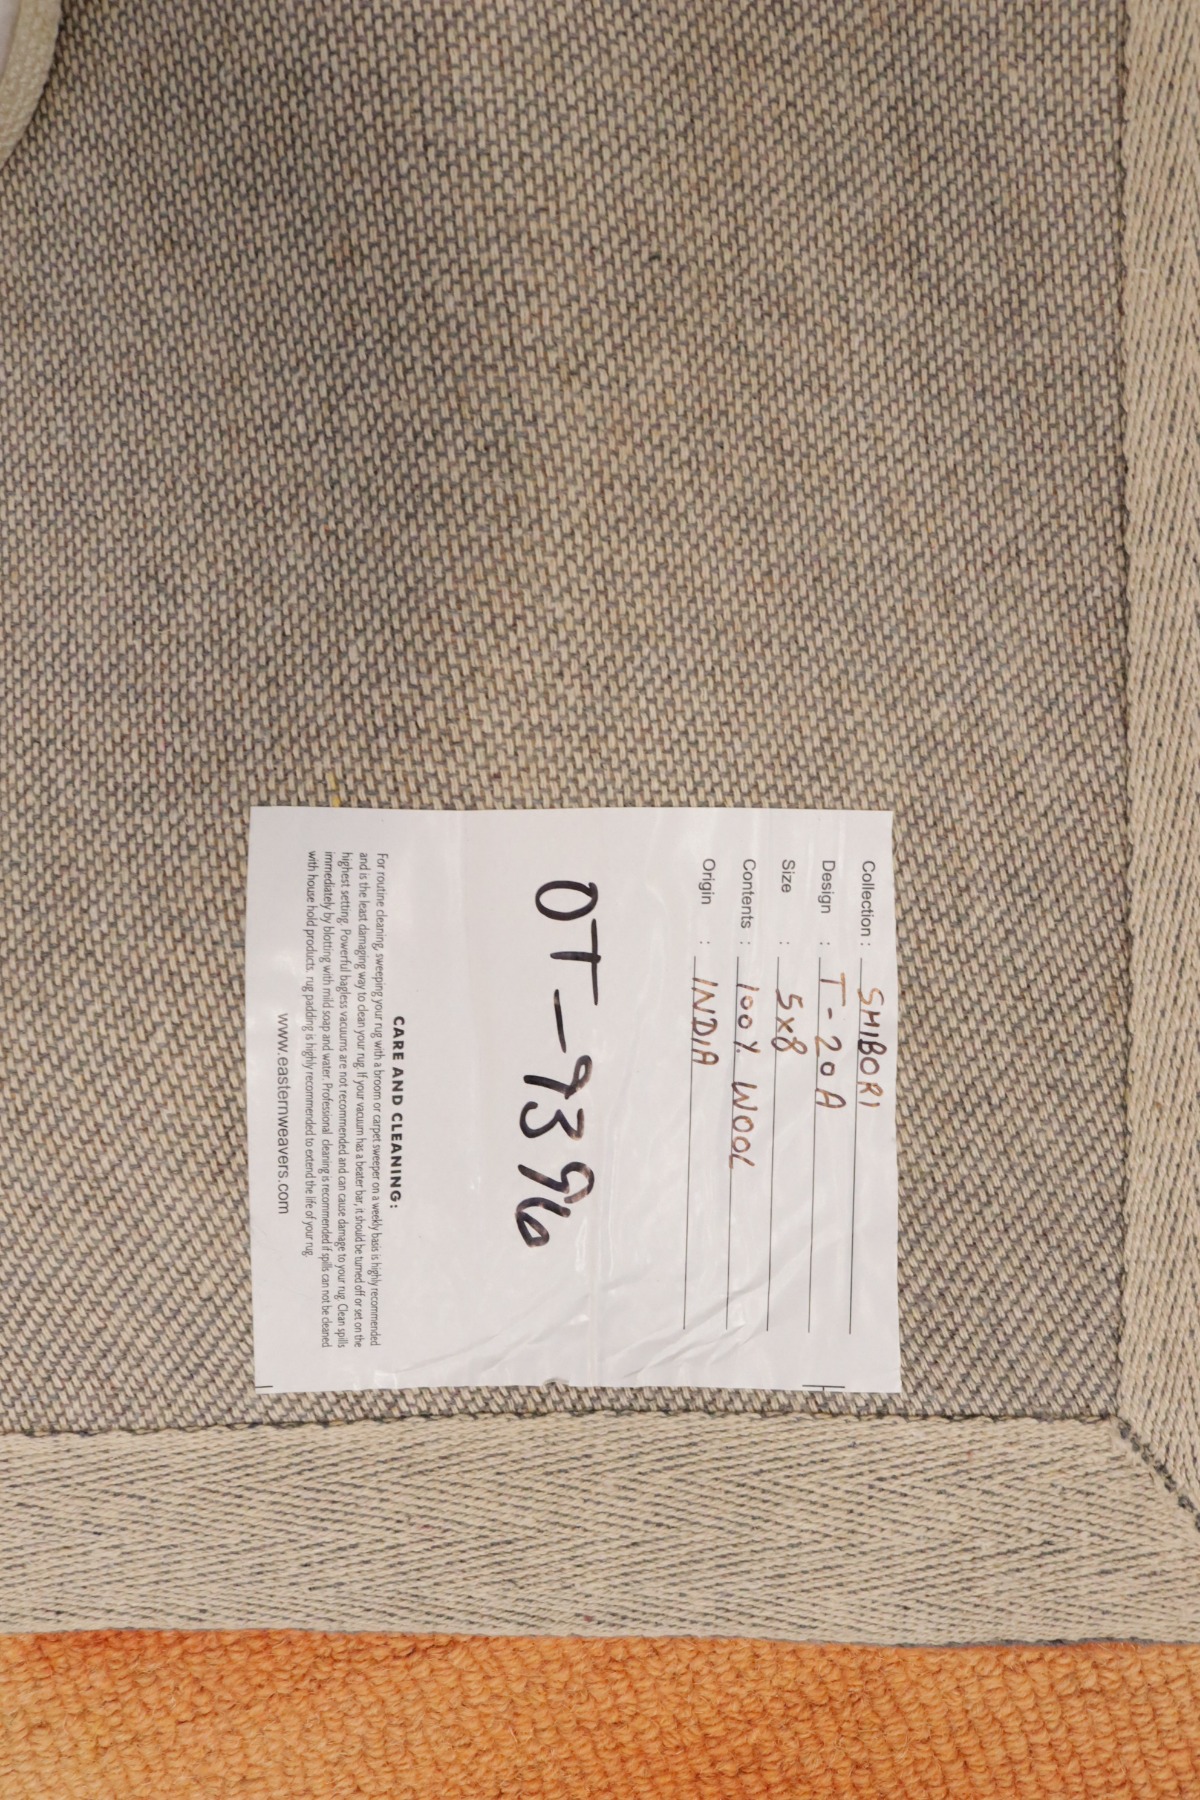 Collection : SHIBORI
Design : T-20A
Size : 5x8
Contents : 100% WOOL
Origin : INDIA
OT-9396
CARE AND CLEANING:
For routine cleaning, sweeping your rug with a broom or carpet sweeper on a weekly basis is highly recommended
and is the least damaging way to clean your rug. If your vacuum has a beater bar, it should be turned off or set on the
highest setting. Powerful bagless vacuums are not recommended and can cause damage to your rug. Clean spills
immediately by blotting with mild soap and water. Professional cleaning is recommended if spills can not be cleaned
with house hold products. rug padding is highly recommended to extend the life of your rug.
www.easternweavers.com